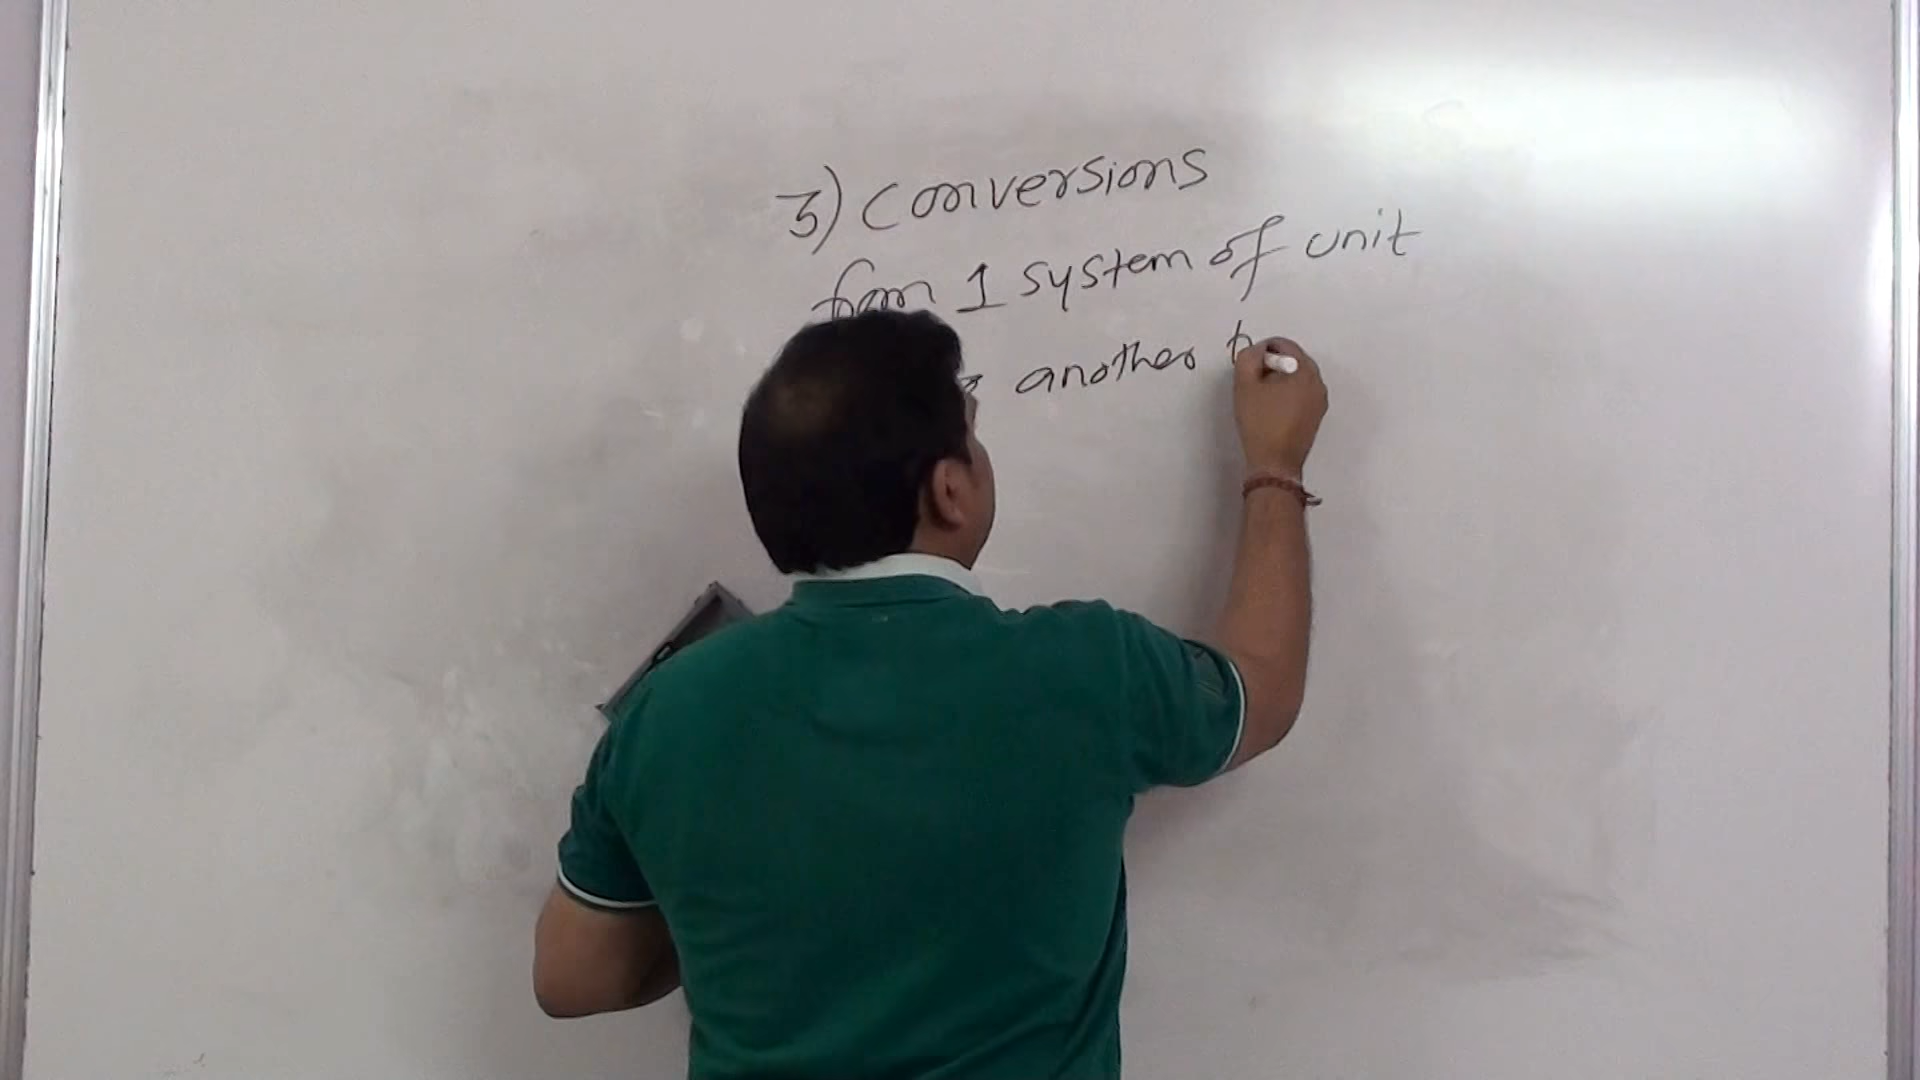 3) Conversions
from 1 system of unit
another